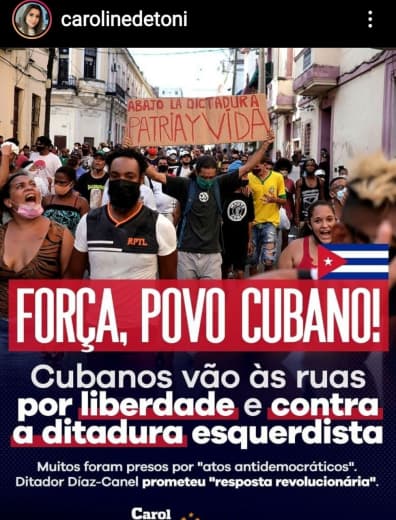 carolinedetoni
ABAJO LA DICTADURA
PATRIA Y VIDA
RPTL
FORÇA, POVO CUBANO!
Cubanos vão às ruas
por liberdade e contra
a ditadura esquerdista
Muitos foram presos por "atos antidemocráticos".
Ditador Díaz-Canel prometeu "resposta revolucionária".
Carol